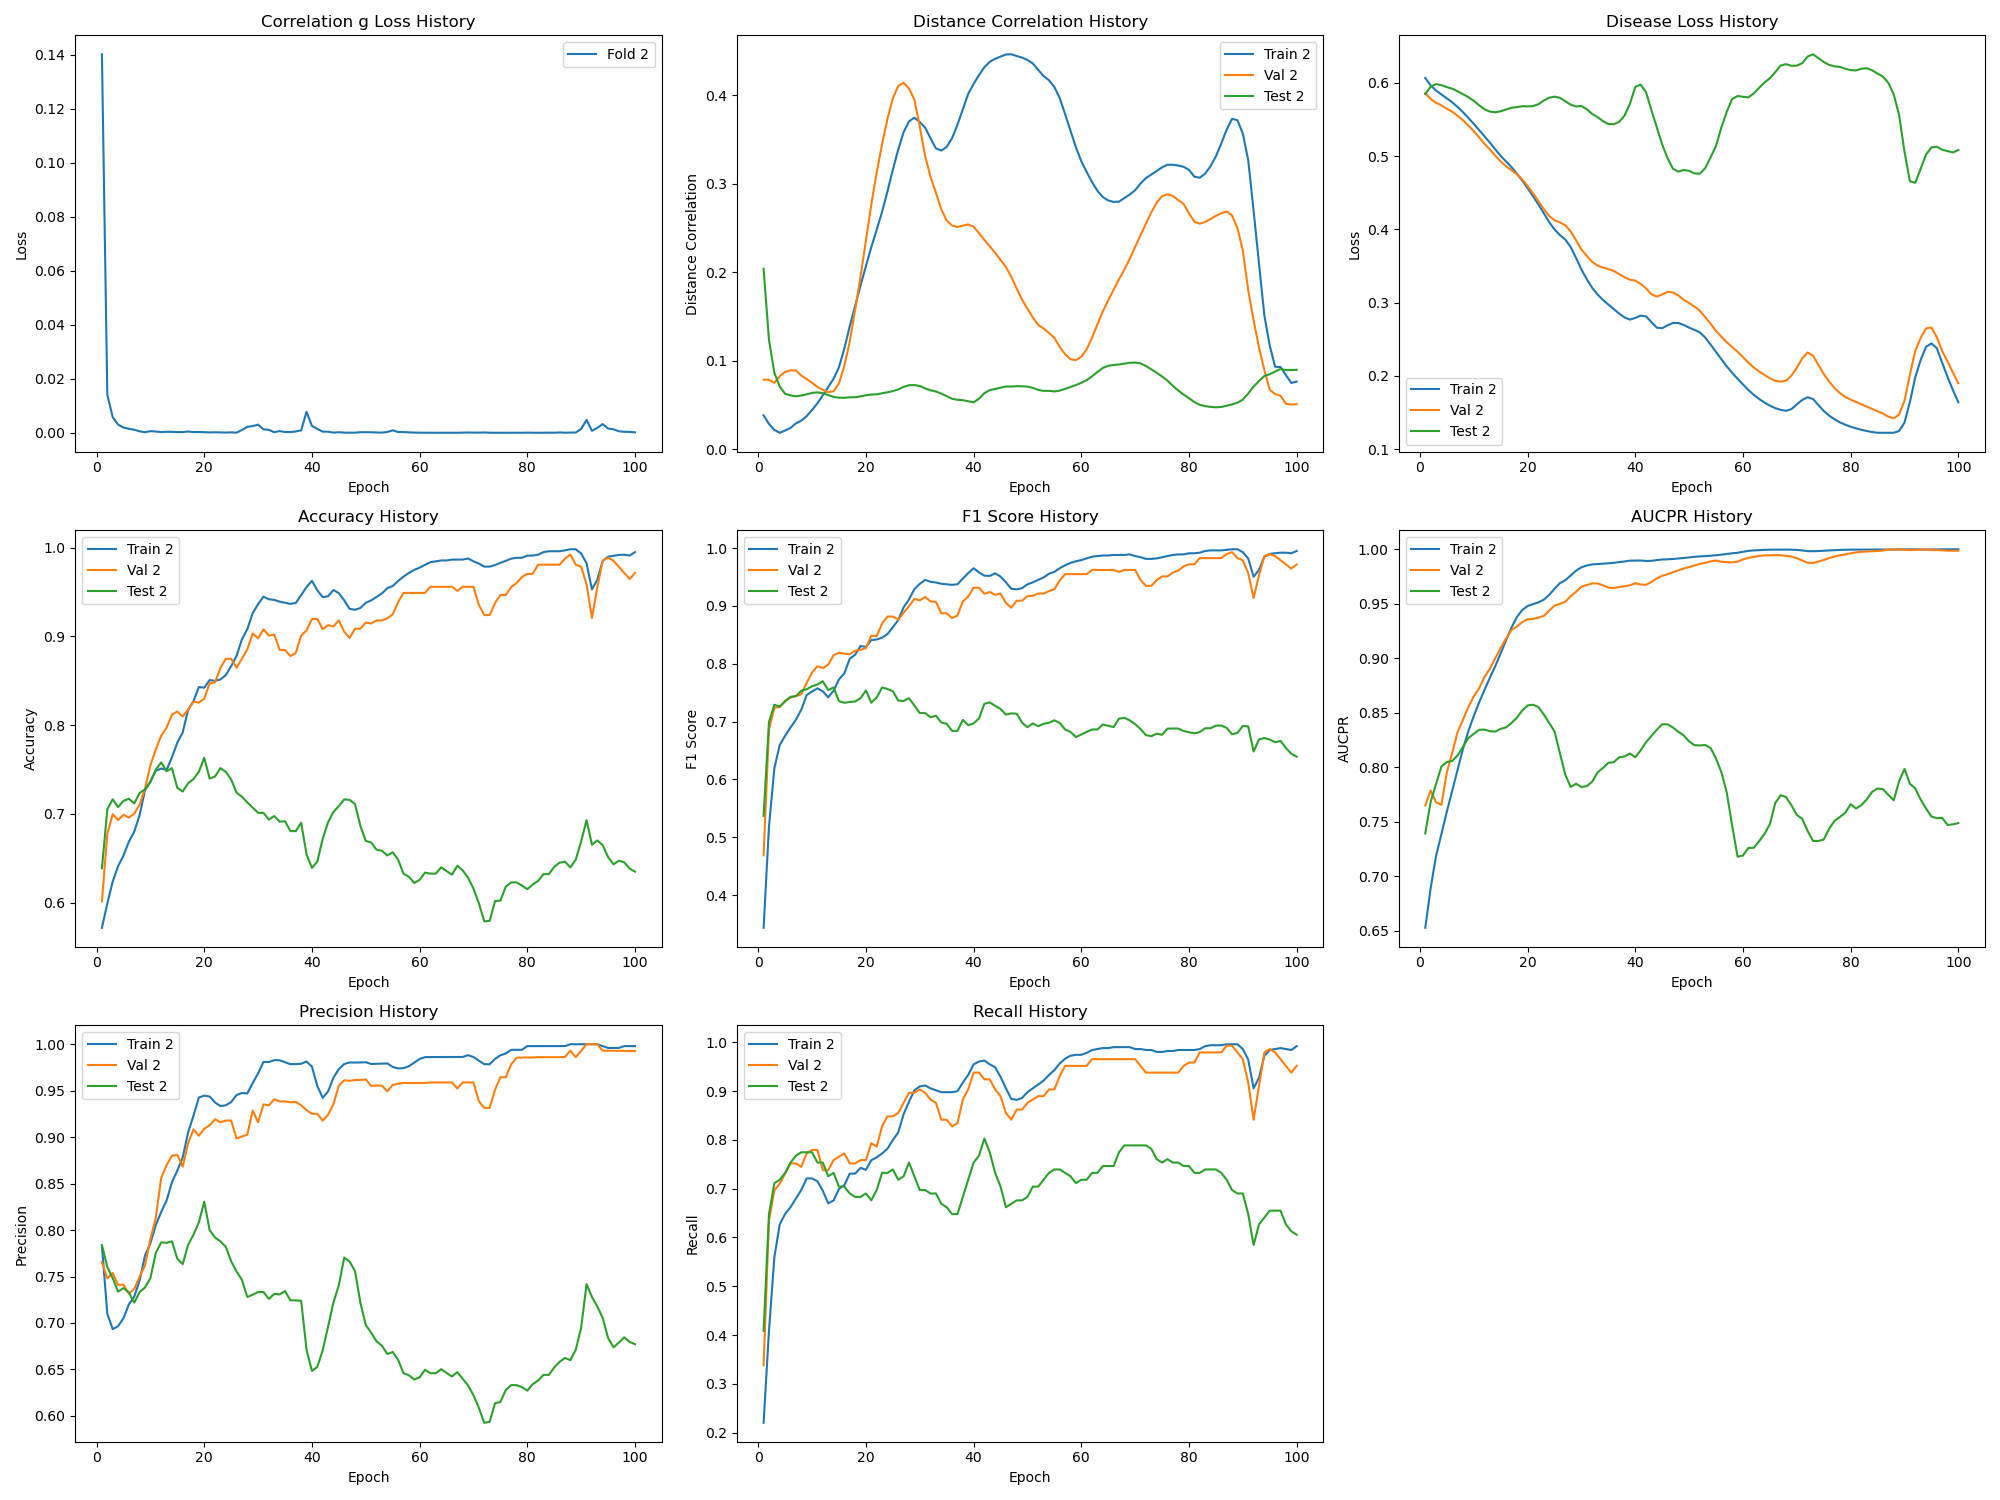 Correlation g Loss History
Loss
0.14
0.12
0.10
0.08
0.06
0.04
0.02
0.00
Fold 2
0 20 40 60 80 100
Epoch
Distance Correlation History
Distance Correlation
0.4
0.3
0.2
0.1
0.0
Train 2
Val 2
Test 2
0 20 40 60 80 100
Epoch
Disease Loss History
Loss
0.6
0.5
0.4
0.3
0.2
0.1
Train 2
Val 2
Test 2
0 20 40 60 80 100
Epoch
Accuracy History
Accuracy
1.0
0.9
0.8
0.7
0.6
Train 2
Val 2
Test 2
0 20 40 60 80 100
Epoch
F1 Score History
F1 Score
1.0
0.9
0.8
0.7
0.6
0.5
0.4
Train 2
Val 2
Test 2
0 20 40 60 80 100
Epoch
AUCPR History
AUCPR
1.00
0.95
0.90
0.85
0.80
0.75
0.70
0.65
Train 2
Val 2
Test 2
0 20 40 60 80 100
Epoch
Precision History
Precision
1.00
0.95
0.90
0.85
0.80
0.75
0.70
0.65
0.60
Train 2
Val 2
Test 2
0 20 40 60 80 100
Epoch
Recall History
Recall
1.0
0.9
0.8
0.7
0.6
0.5
0.4
0.3
0.2
Train 2
Val 2
Test 2
0 20 40 60 80 100
Epoch